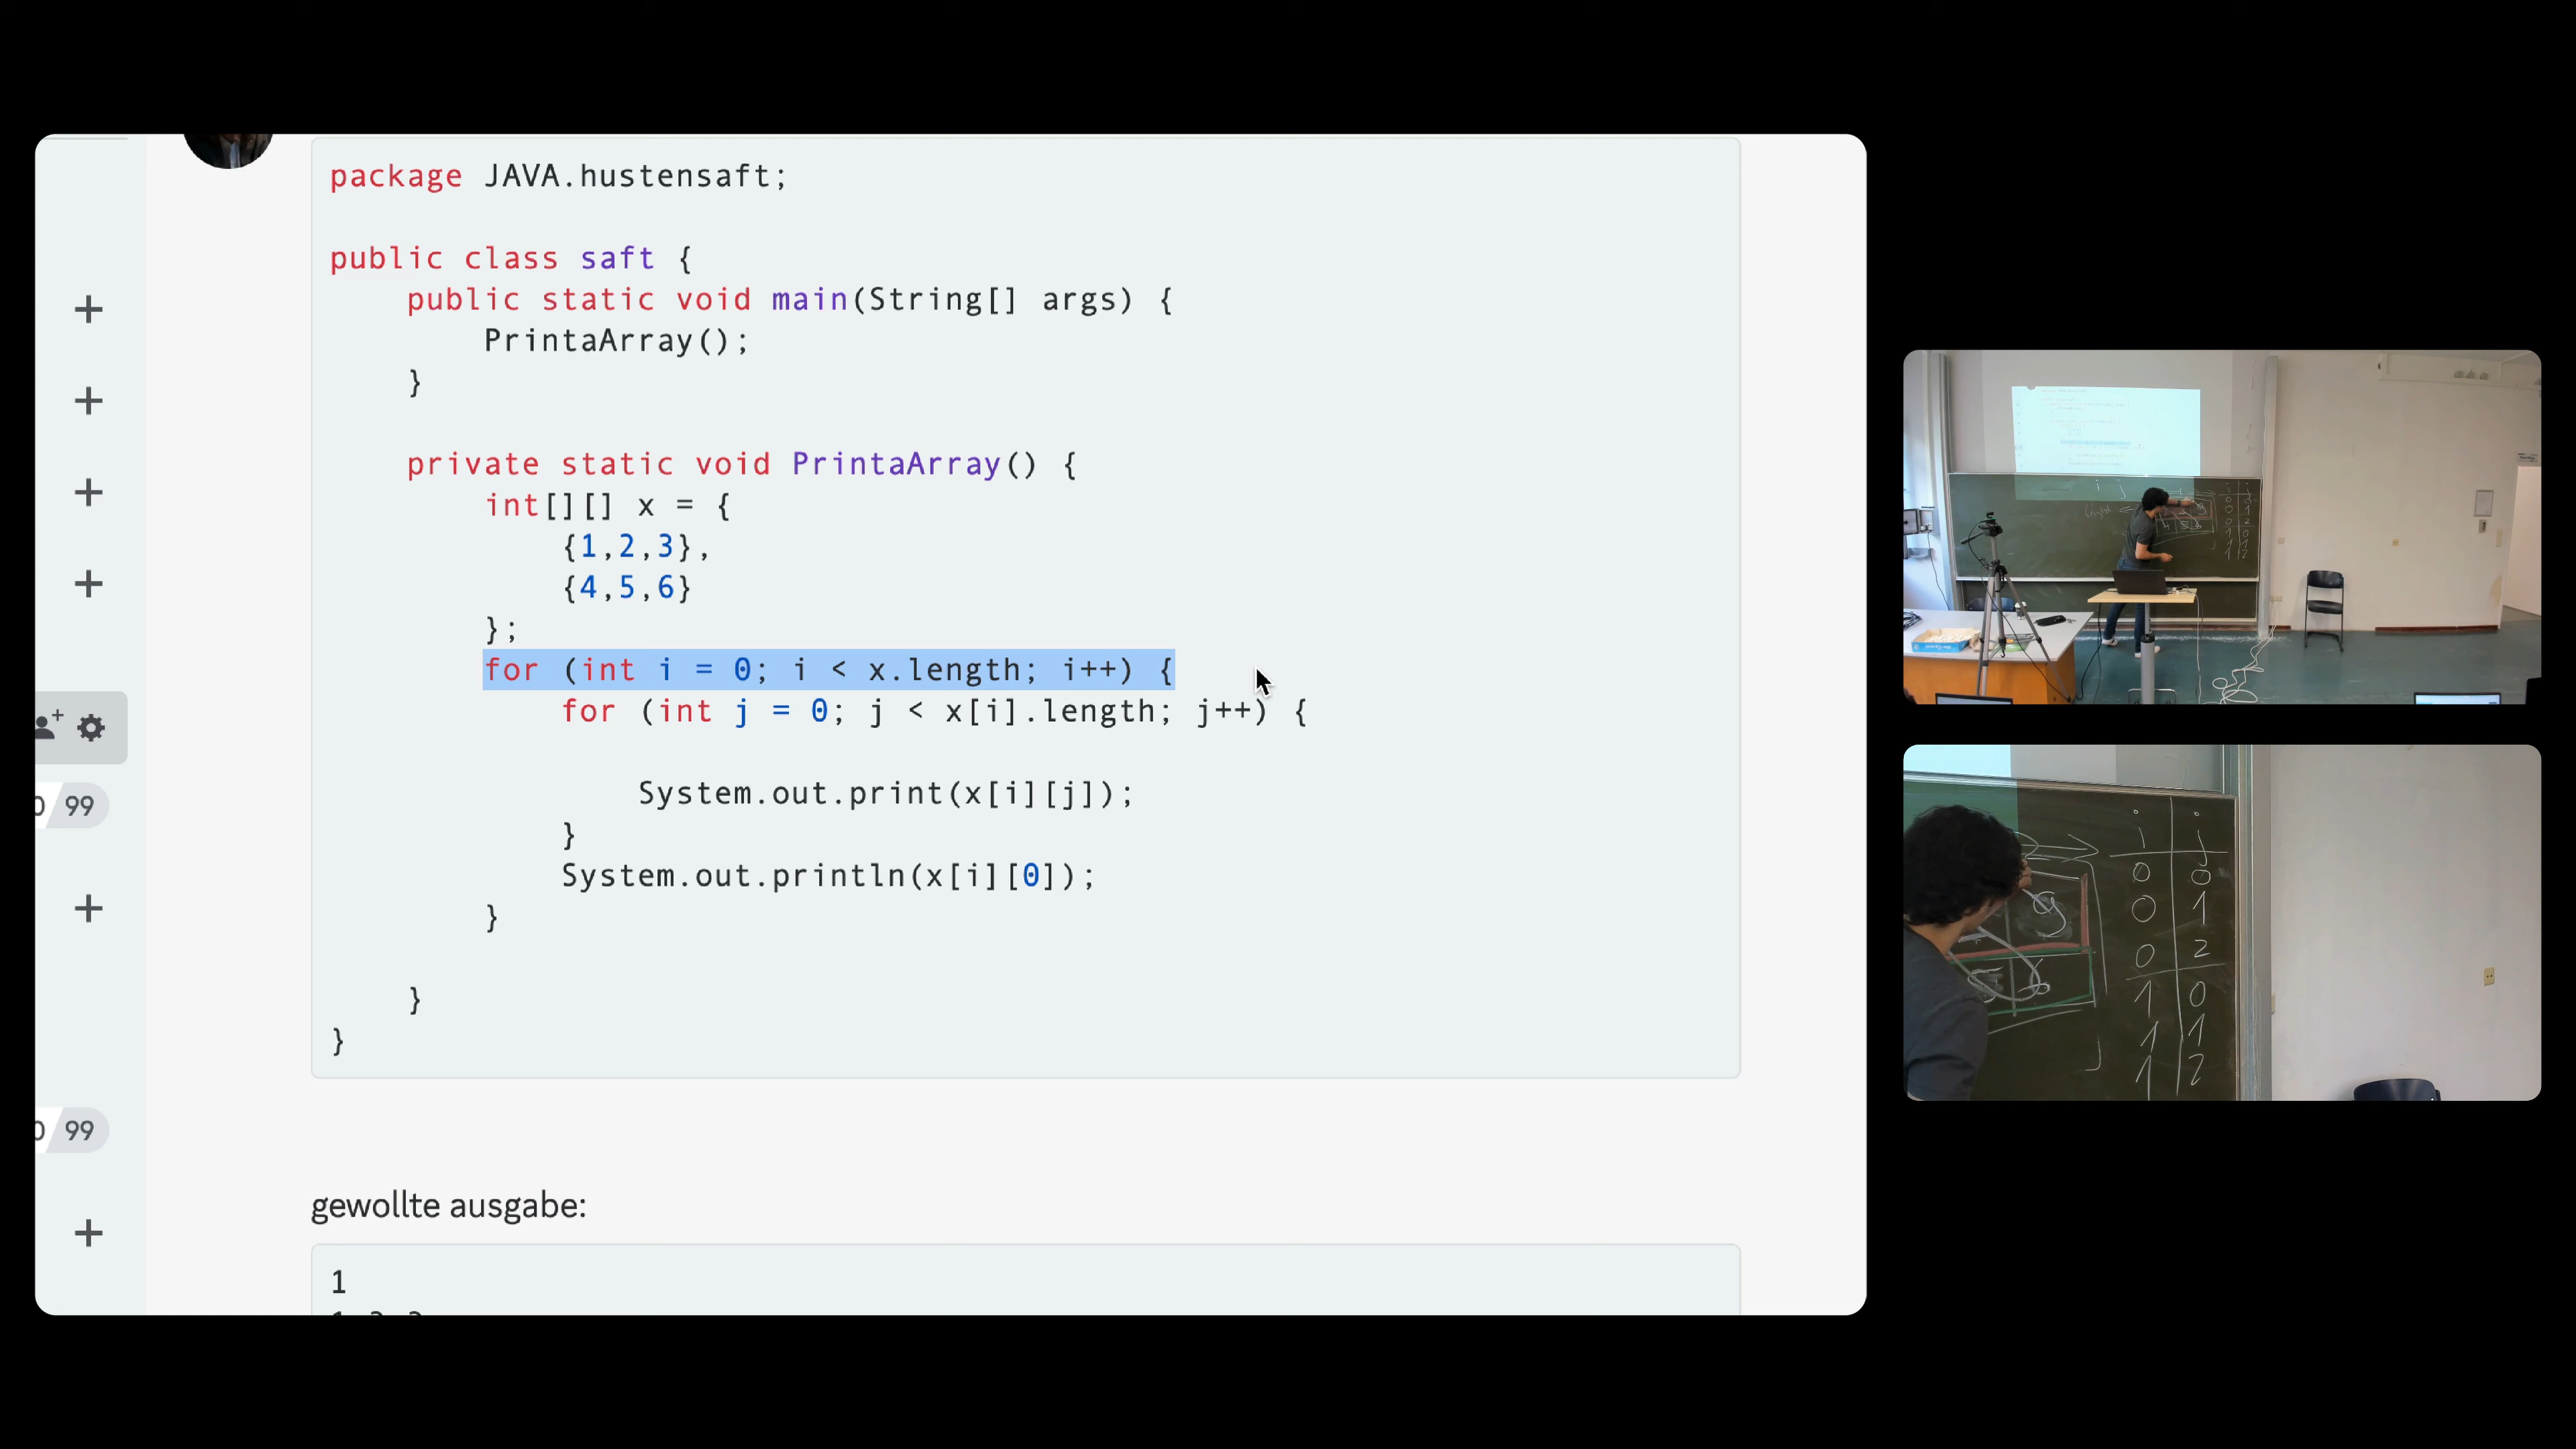 package JAVA.hustensaft;
public class saft {
public static void main(String[] args) {
PrintaArray();
}
private static void PrintaArray() {
int[][] x = {
{1,2,3},
{4,5,6}
};
for (int i = 0; i < x.length; i++) {
for (int j = 0; j < x[i].length; j++) {
System.out.print(x[i][j]);
}
System.out.println(x[i][0]);
}
}
}
gewollte ausgabe:
1
+
+
+
+
99
+
99
+
i j
0 0
0 1
0 2
1 0
1 1
1 2